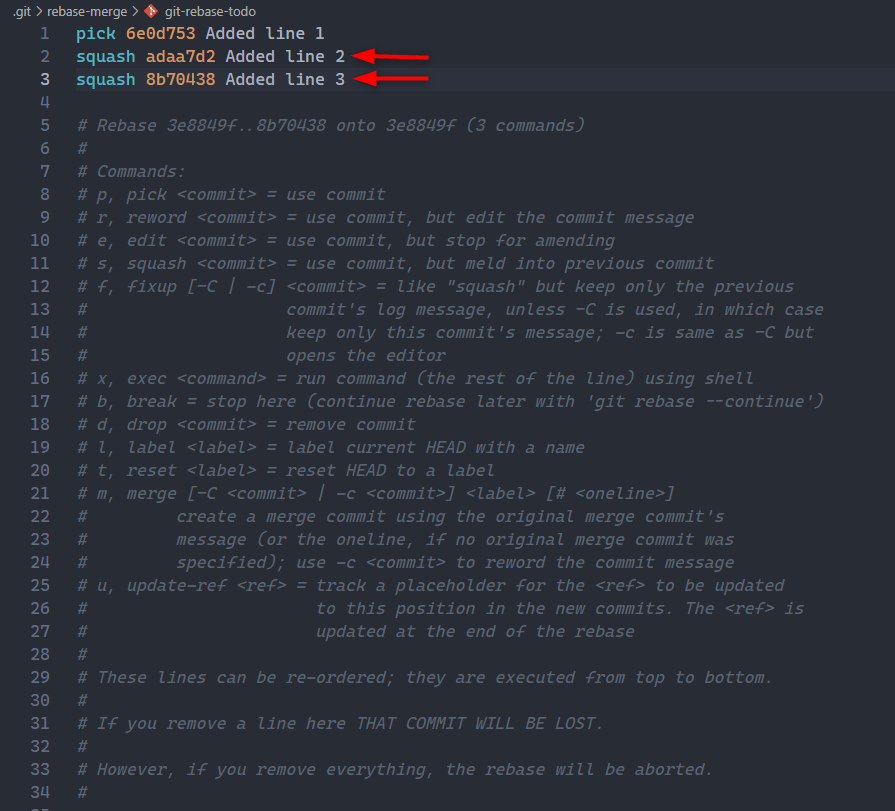 .git > rebase-merge > git-rebase-todo
1 pick 6e0d753 Added line 1
2 squash adaa7d2 Added line 2
3 squash 8b70438 Added line 3
4
5 # Rebase 3e8849f..8b70438 onto 3e8849f (3 commands)
6 #
7 # Commands:
8 # p, pick <commit> = use commit
9 # r, reword <commit> = use commit, but edit the commit message
10 # e, edit <commit> = use commit, but stop for amending
11 # s, squash <commit> = use commit, but meld into previous commit
12 # f, fixup [-C | -c] <commit> = like "squash" but keep only the previous
13 #                    commit's log message, unless -C is used, in which case
14 #                    keep only this commit's message; -c is same as -C but
15 #                    opens the editor
16 # x, exec <command> = run command (the rest of the line) using shell
17 # b, break = stop here (continue rebase later with 'git rebase --continue')
18 # d, drop <commit> = remove commit
19 # l, label <label> = label current HEAD with a name
20 # t, reset <label> = reset HEAD to a label
21 # m, merge [-C <commit> | -c <commit>] <label> [# <oneline>]
22 #         create a merge commit using the original merge commit's
23 #         message (or the oneline, if no original merge commit was
24 #         specified); use -c <commit> to reword the commit message
25 # u, update-ref <ref> = track a placeholder for the <ref> to be updated
26 #                       to this position in the new commits. The <ref> is
27 #                       updated at the end of the rebase
28 #
29 # These lines can be re-ordered; they are executed from top to bottom.
30 #
31 # If you remove a line here THAT COMMIT WILL BE LOST.
32 #
33 # However, if you remove everything, the rebase will be aborted.
34 #